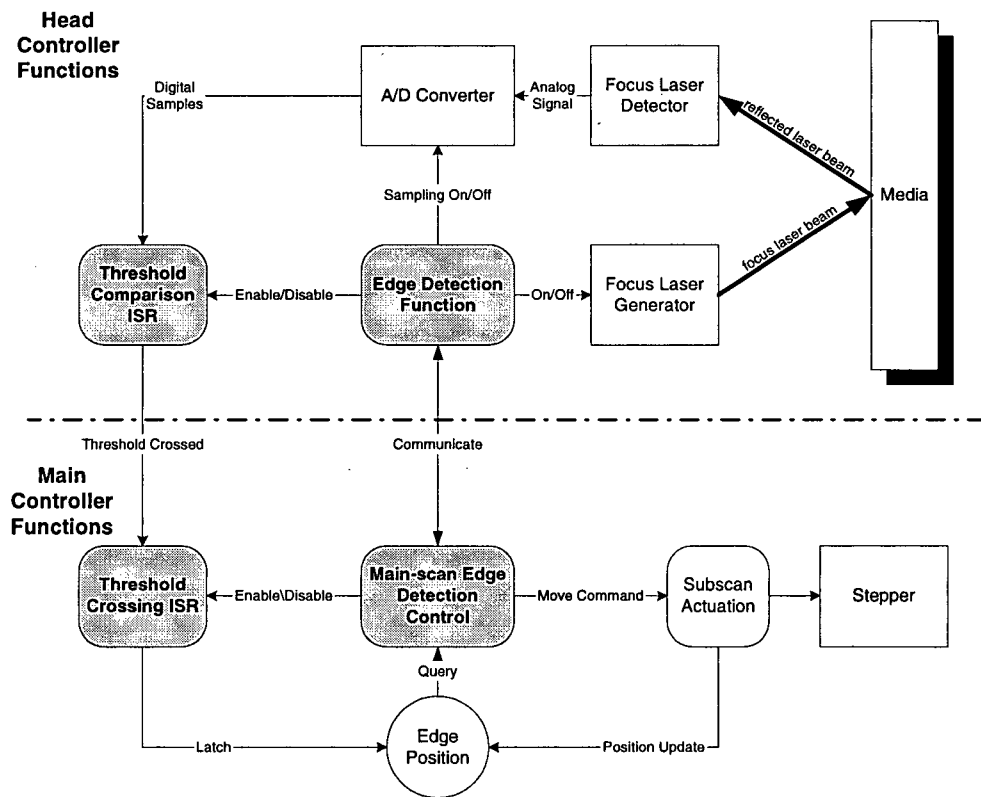 Head
Controller
Functions
Digital
Samples
A/D Converter
Analog
Signal
Focus Laser
Detector
reflected laser beam
Media
Sampling On/Off
focus laser beam
Threshold
Comparison
ISR
Enable/Disable
Edge Detection
Function
On/Off
Focus Laser
Generator
Threshold Crossed
Communicate
Main
Controller
Functions
Threshold
Crossing ISR
Enable\Disable
Main-scan Edge
Detection
Control
Move Command
Subscan
Actuation
Stepper
Query
Latch
Edge
Position
Position Update